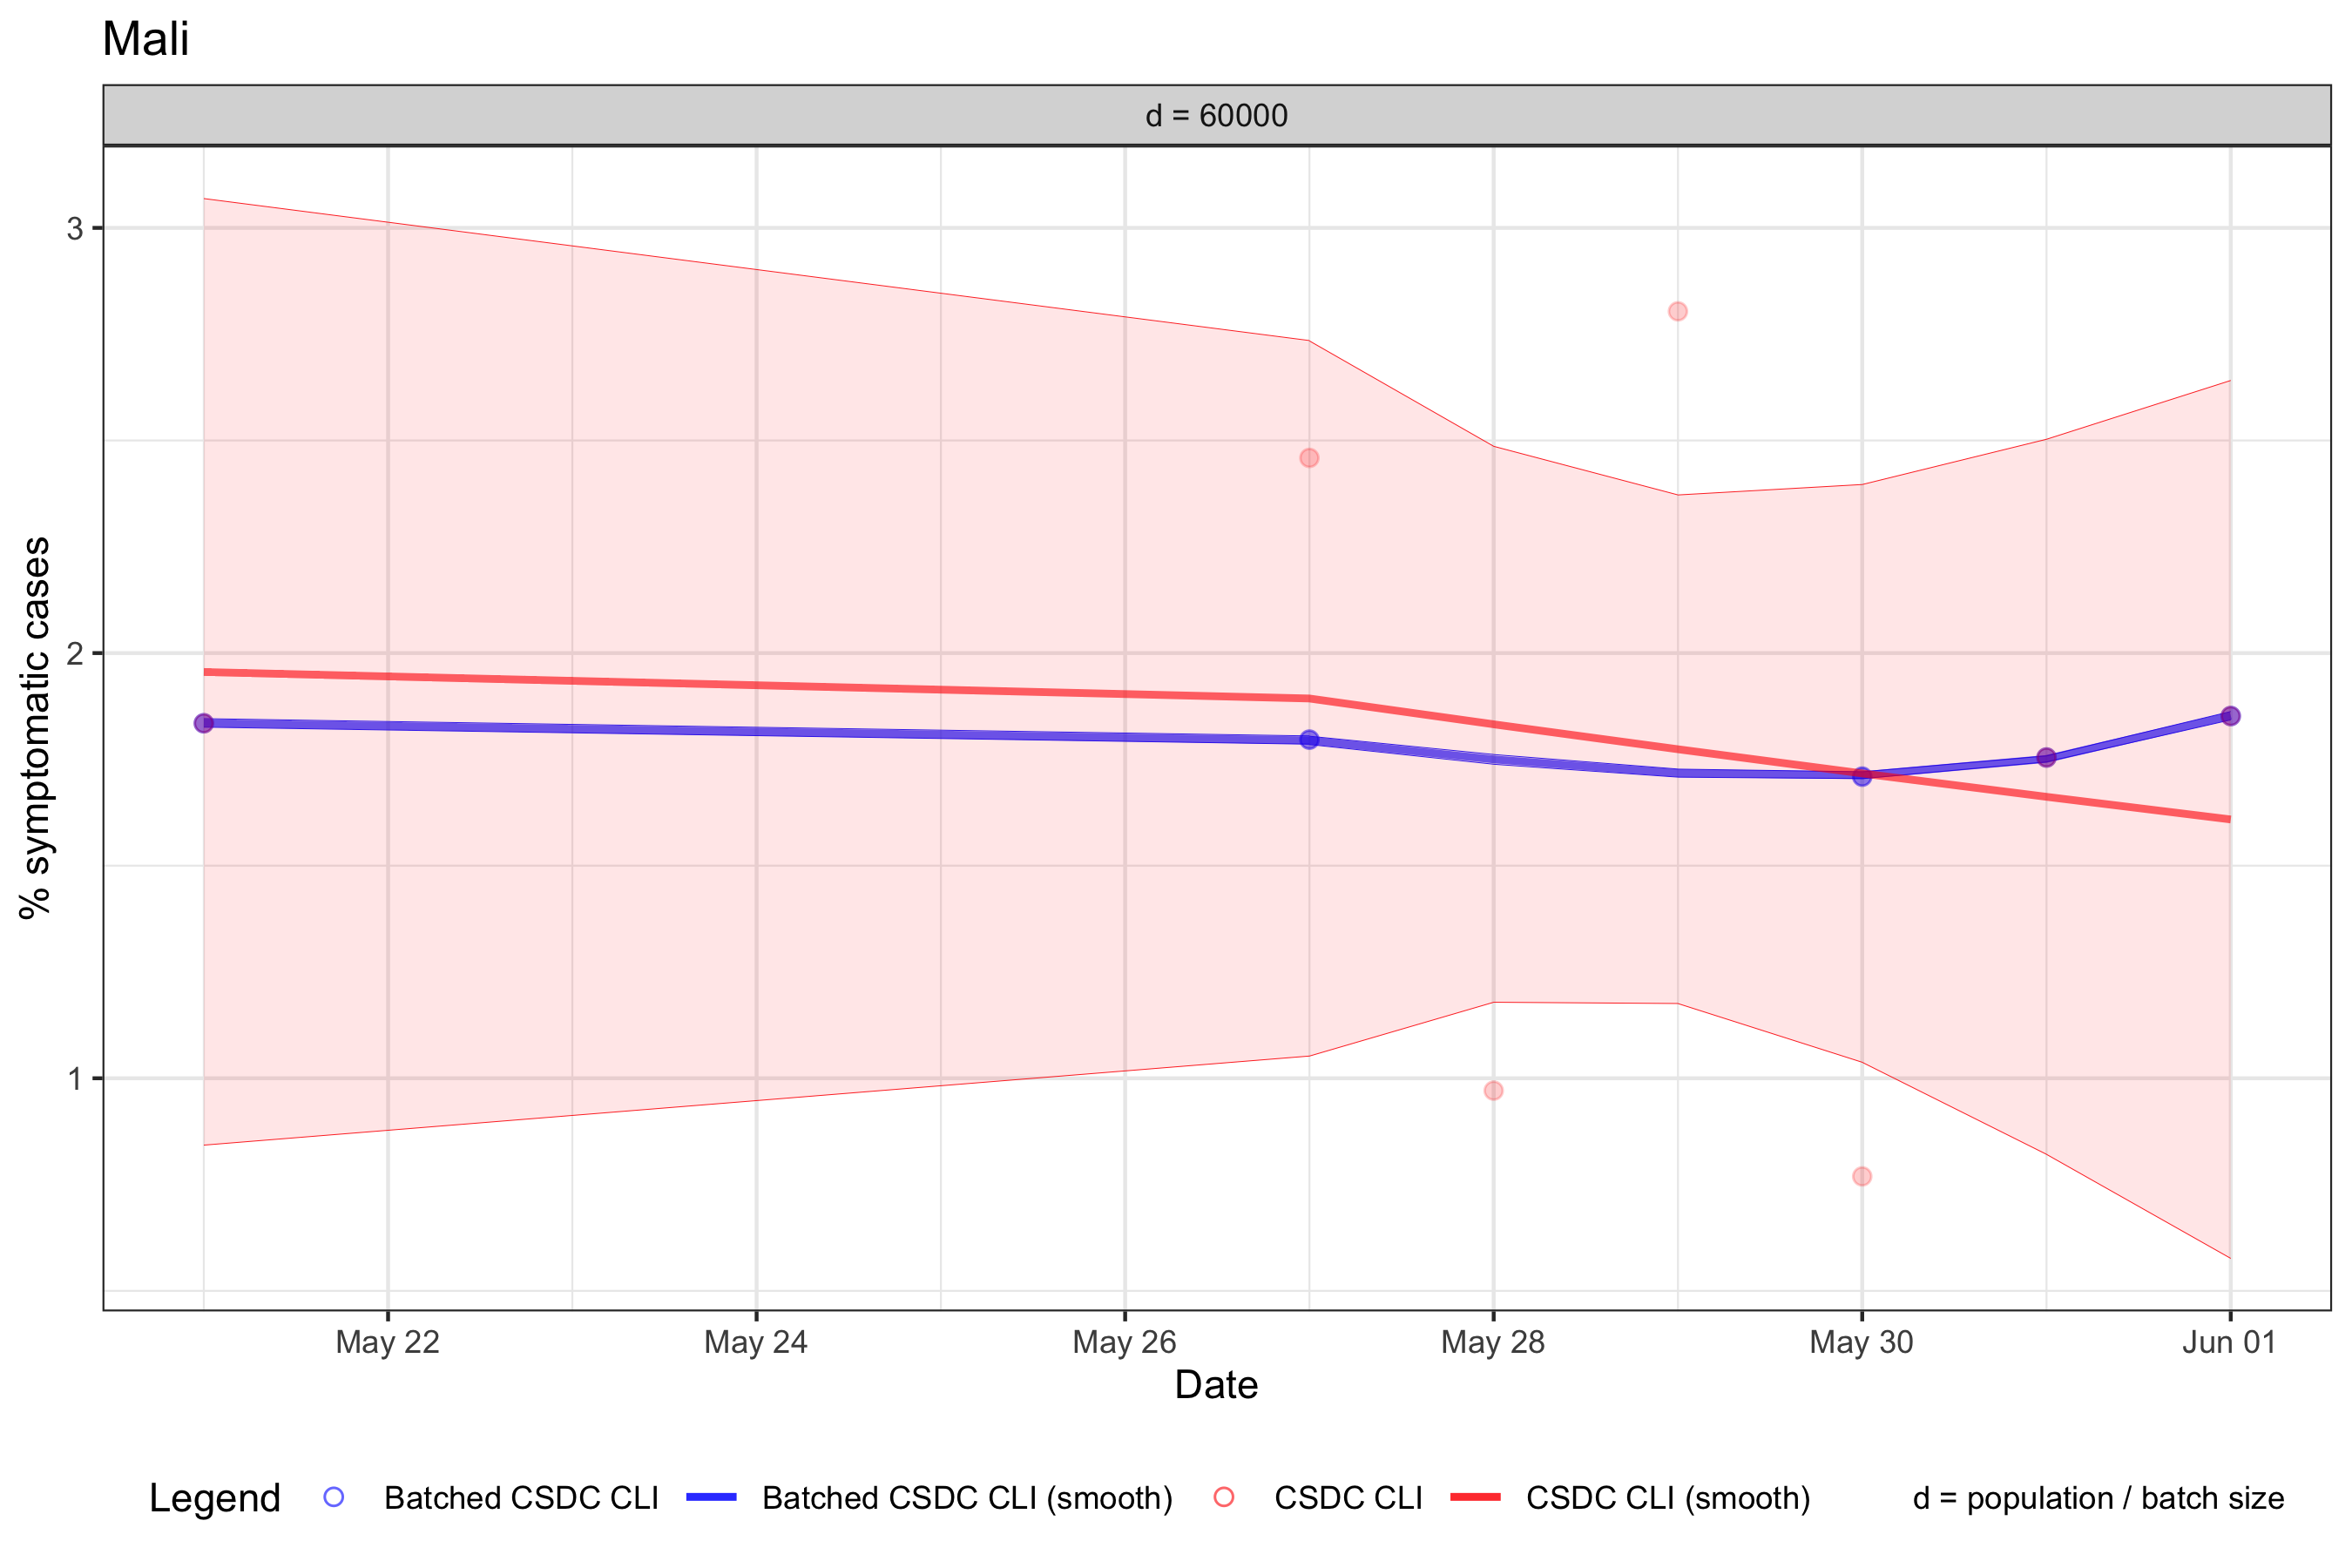 Mali
d = 60000
% symptomatic cases
3
2
1
May 22 May 24 May 26 May 28 May 30 Jun 01
Date
Legend Batched CSDC CLI Batched CSDC CLI (smooth) CSDC CLI CSDC CLI (smooth) d = population / batch size